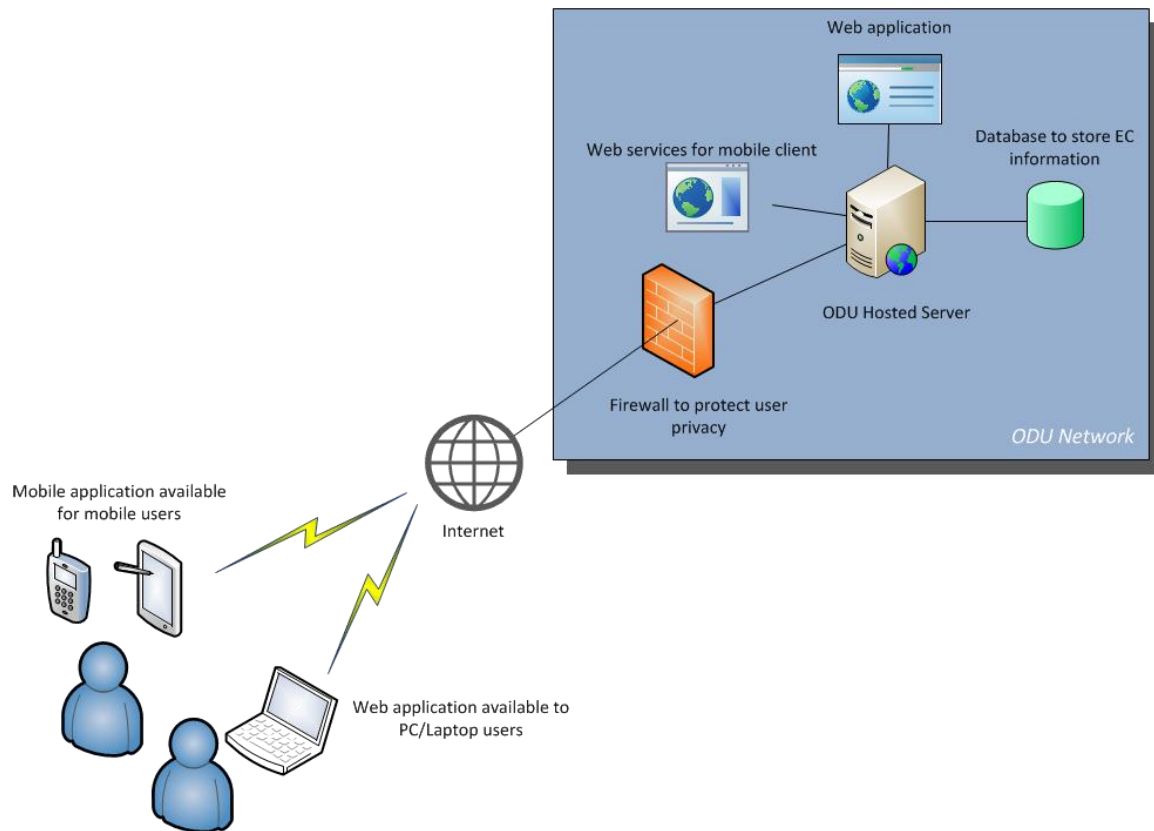 Web application
Web services for mobile client
Database to store EC
information
ODU Hosted Server
Firewall to protect user
privacy
ODU Network
Internet
Mobile application available
for mobile users
Web application available to
PC/Laptop users